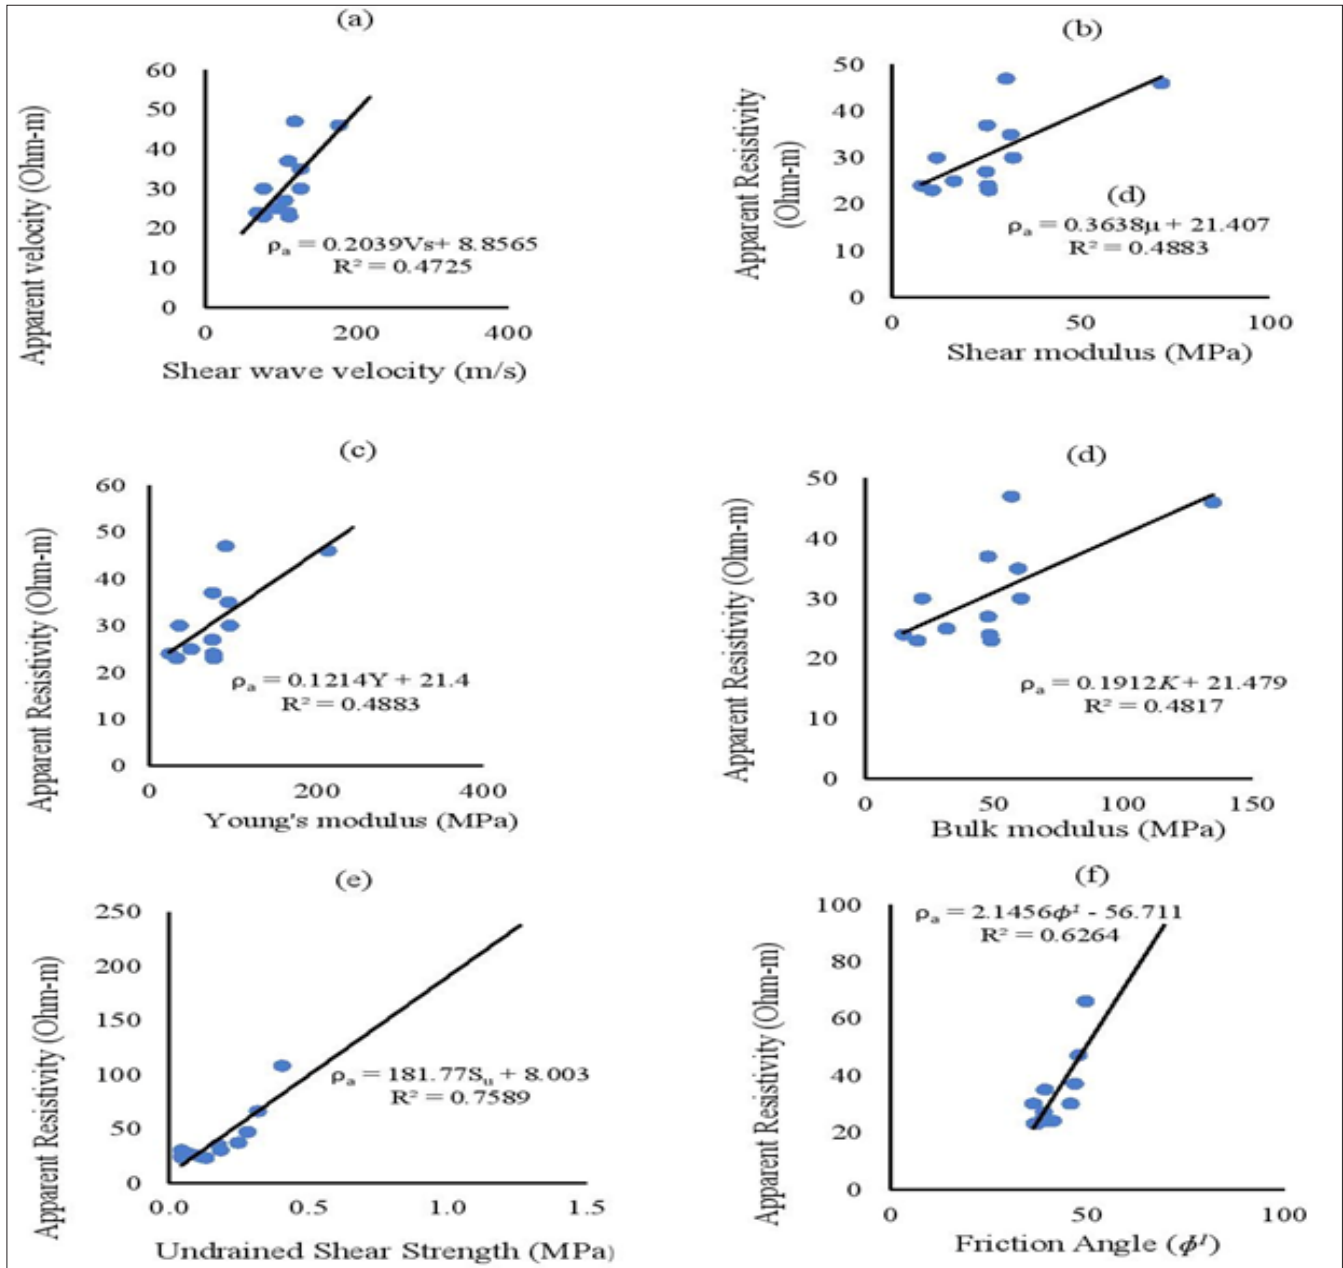 (a)
60
50
40
30
20
10
0
0 200 400
Apparent velocity (Ohm-m)
ρₐ = 0.2039Vs+ 8.8565
R² = 0.4725
Shear wave velocity (m/s)
(b)
50
40
30
20
10
0
0 50 100
Apparent Resistivity
((Ohm-m)
(d)
ρₐ = 0.3638μ + 21.407
R² = 0.4883
Shear modulus (MPa)
(c)
60
50
40
30
20
10
0
0 200 400
Apparent Resistivity (Ohm-m)
ρₐ = 0.1214Y + 21.4
R² = 0.4883
Young's modulus (MPa)
(d)
50
40
30
20
10
0
0 50 100 150
Apparent Resistivity (Ohm-m)
ρₐ = 0.1912K + 21.479
R² = 0.4817
Bulk modulus (MPa)
(e)
250
200
150
100
50
0
0.0 0.5 1.0 1.5
Apparent Resistivity (Ohm-m)
ρₐ = 181.77Sᵤ + 8.003
R² = 0.7589
Undrained Shear Strength (MPa)
(f)
100
80
60
40
20
0
0 50 100
Apparent Resistivity (Ohm-m)
ρₐ = 2.1456ϕᴵ - 56.711
R² = 0.6264
Friction Angle (ϕᴵ)